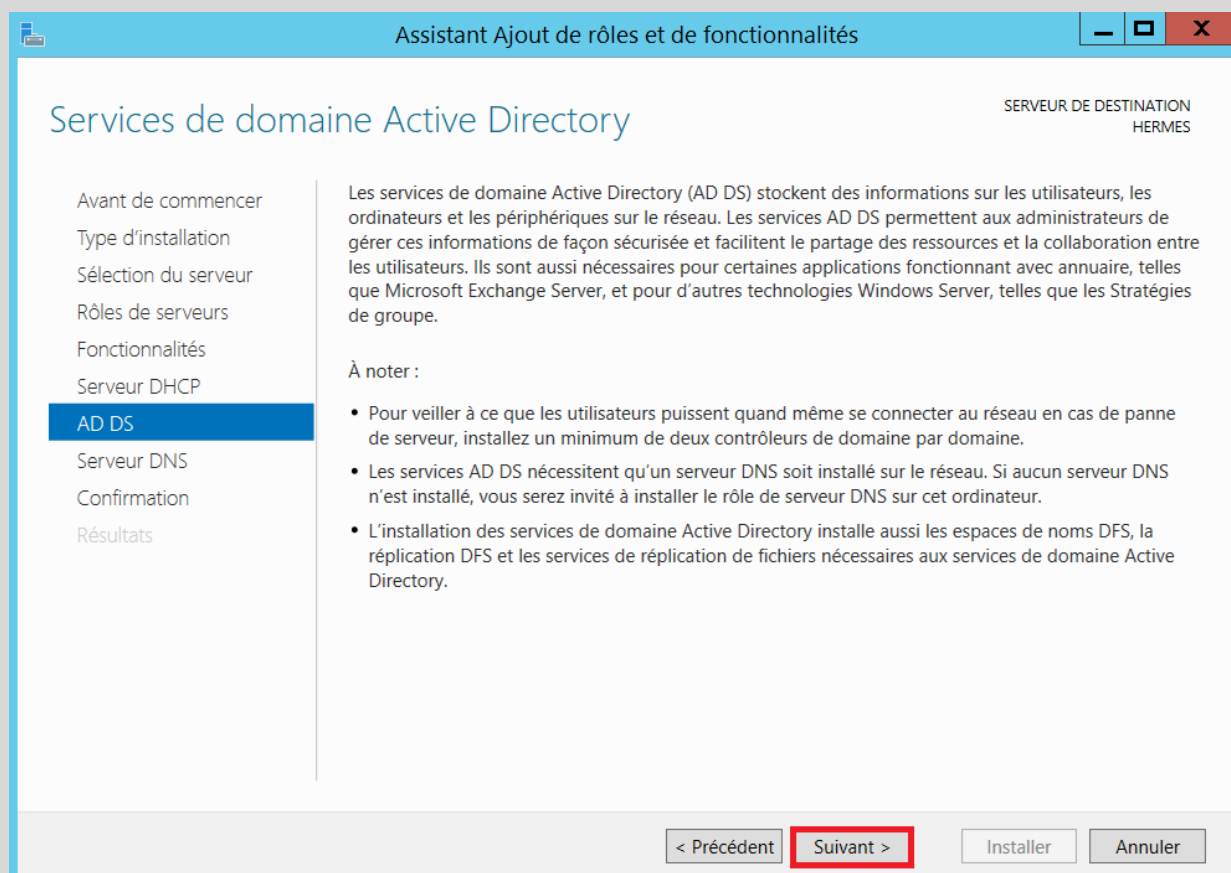 Assistant Ajout de rôles et de fonctionnalités
X
Services de domaine Active Directory
SERVEUR DE DESTINATION
HERMES
Avant de commencer
Type d’installation
Sélection du serveur
Rôles de serveurs
Fonctionnalités
Serveur DHCP
AD DS
Serveur DNS
Confirmation
Résultats
Les services de domaine Active Directory (AD DS) stockent des informations sur les utilisateurs, les
ordinateurs et les périphériques sur le réseau. Les services AD DS permettent aux administrateurs de
gérer ces informations de façon sécurisée et facilitent le partage des ressources et la collaboration entre
les utilisateurs. Ils sont aussi nécessaires pour certaines applications fonctionnant avec annuaire, telles
que Microsoft Exchange Server, et pour d’autres technologies Windows Server, telles que les Stratégies
de groupe.
À noter :
• Pour veiller à ce que les utilisateurs puissent quand même se connecter au réseau en cas de panne
de serveur, installez un minimum de deux contrôleurs de domaine par domaine.
• Les services AD DS nécessitent qu’un serveur DNS soit installé sur le réseau. Si aucun serveur DNS
n’est installé, vous serez invité à installer le rôle de serveur DNS sur cet ordinateur.
• L’installation des services de domaine Active Directory installe aussi les espaces de noms DFS, la
réplication DFS et les services de réplication de fichiers nécessaires aux services de domaine Active
Directory.
< Précédent
Suivant >
Installer
Annuler